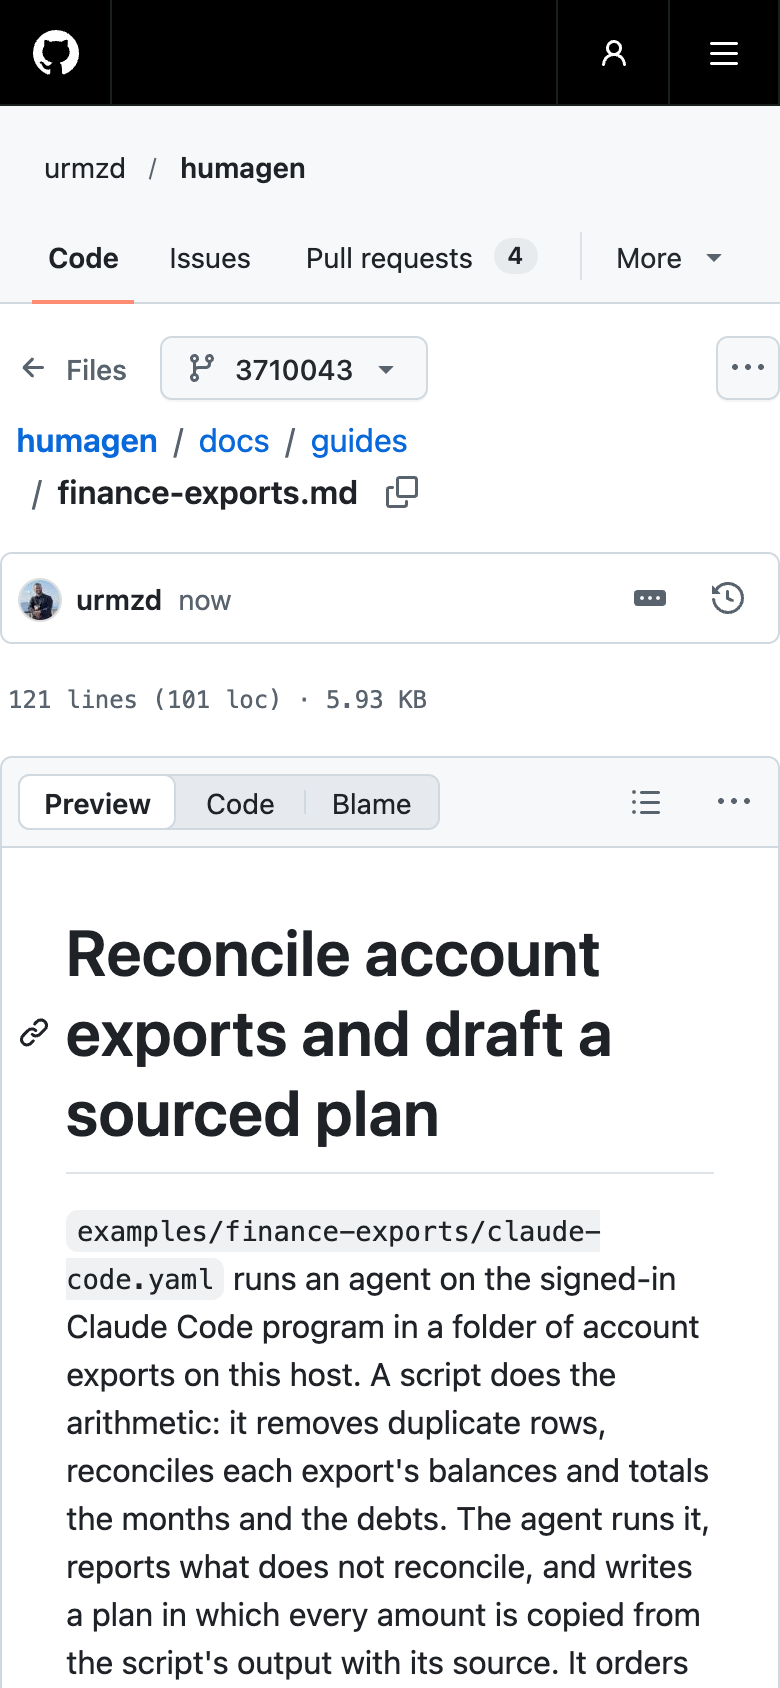 urmzd / humagen
Code Issues Pull requests 4 More
Files 3710043
humagen / docs / guides
/ finance-exports.md
urmzd now
121 lines (101 loc) · 5.93 KB
Preview Code Blame
Reconcile account
exports and draft a
sourced plan
examples/finance-exports/claude-
code.yaml runs an agent on the signed-in
Claude Code program in a folder of account
exports on this host. A script does the
arithmetic: it removes duplicate rows,
reconciles each export's balances and totals
the months and the debts. The agent runs it,
reports what does not reconcile, and writes
a plan in which every amount is copied from
the script's output with its source. It orders